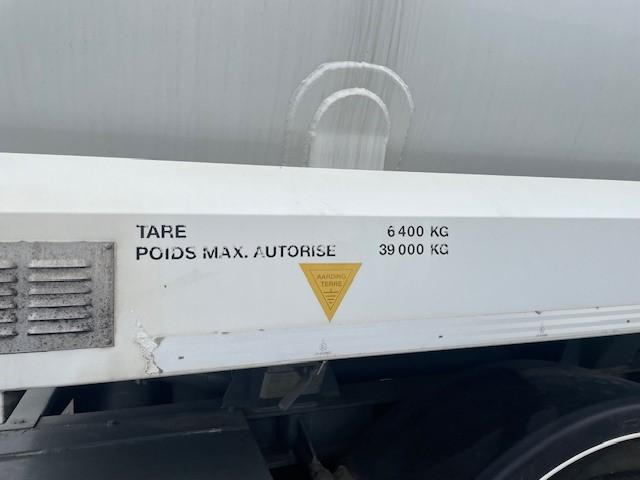 TARE 6400 KG
POIDS MAX. AUTORISE 39000 KG
AARDING
TERRE